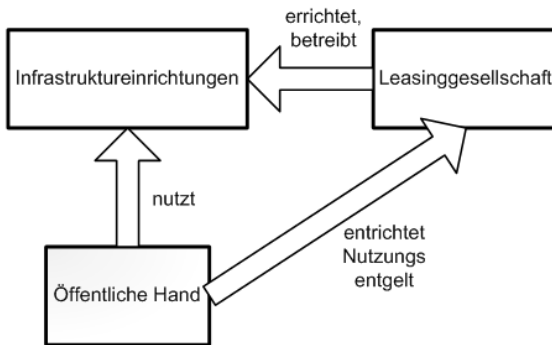 errichtet,
betreibt
Infrastruktureinrichtungen
Leasinggesellschaft
nutzt
entrichtet
Nutzungs
entgelt
Öffentliche Hand